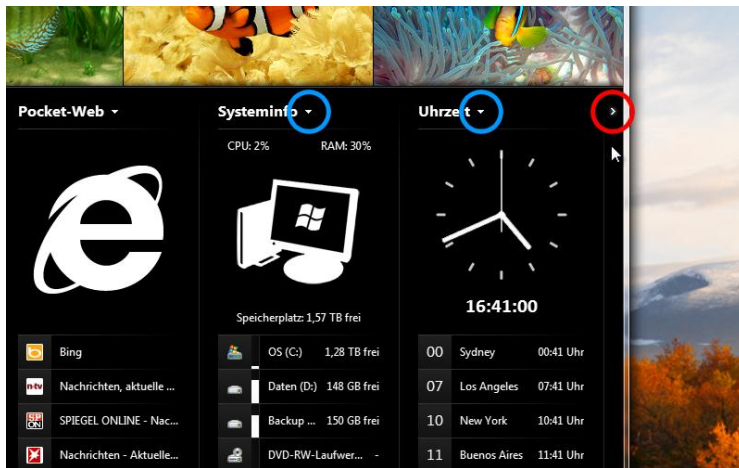 Pocket-Web
Systeminfo
Uhrzeit
CPU: 2%
RAM: 30%
16:41:00
Speicherplatz: 1,57 TB frei
Bing
n-tv
Nachrichten, aktuelle ...
SP
ON
SPIEGEL ONLINE - Nac...
Nachrichten - Aktuelle...
OS (C:) 1,28 TB frei
Daten (D:) 148 GB frei
Backup ... 150 GB frei
DVD-RW-Laufwer... -
00 Sydney 00:41 Uhr
07 Los Angeles 07:41 Uhr
10 New York 10:41 Uhr
11 Buenos Aires 11:41 Uhr